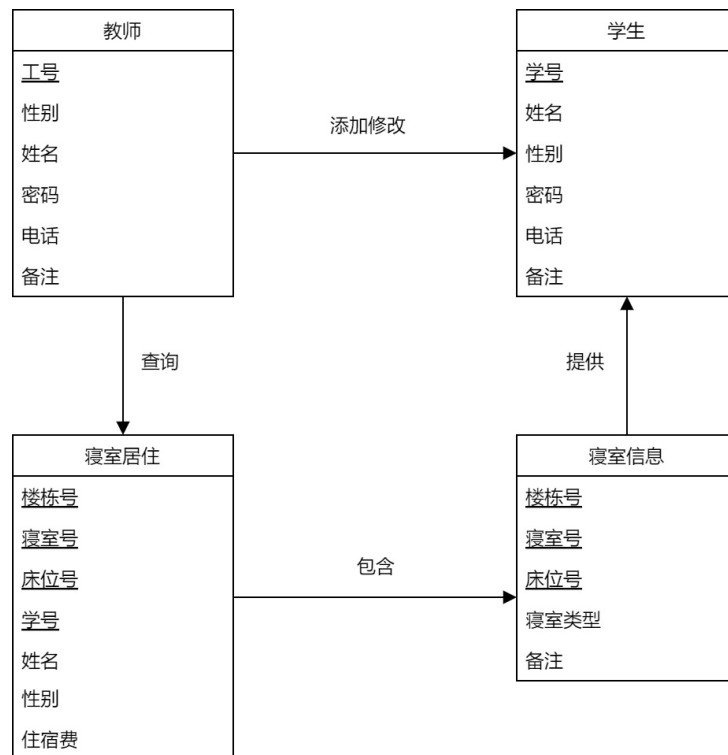 教师
工号
性别
姓名
密码
电话
备注
添加修改
学生
学号
姓名
性别
密码
电话
备注
查询
提供
寝室居住
楼栋号
寝室号
床位号
学号
姓名
性别
住宿费
包含
寝室信息
楼栋号
寝室号
床位号
寝室类型
备注